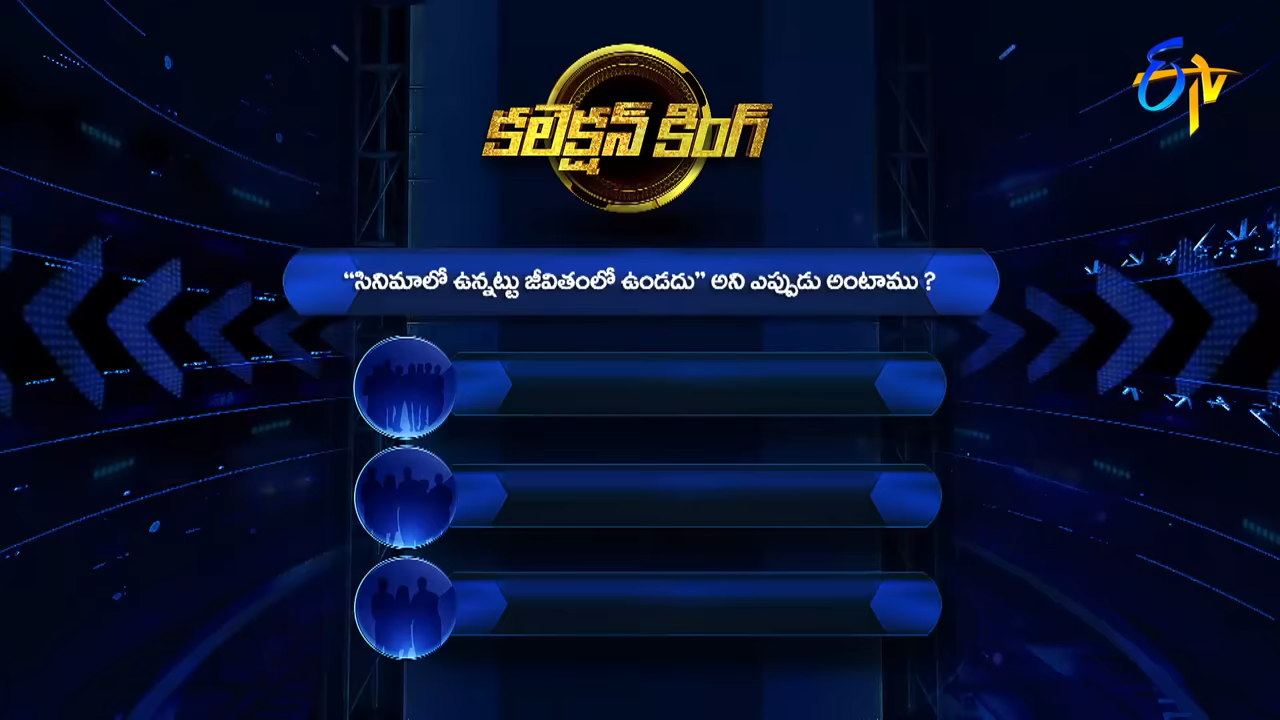 ETV
కలెక్షన్ కింగ్
“సినిమాలో ఉన్నట్టు జీవితంలో ఉండదు” అని ఎప్పుడు అంటాము ?